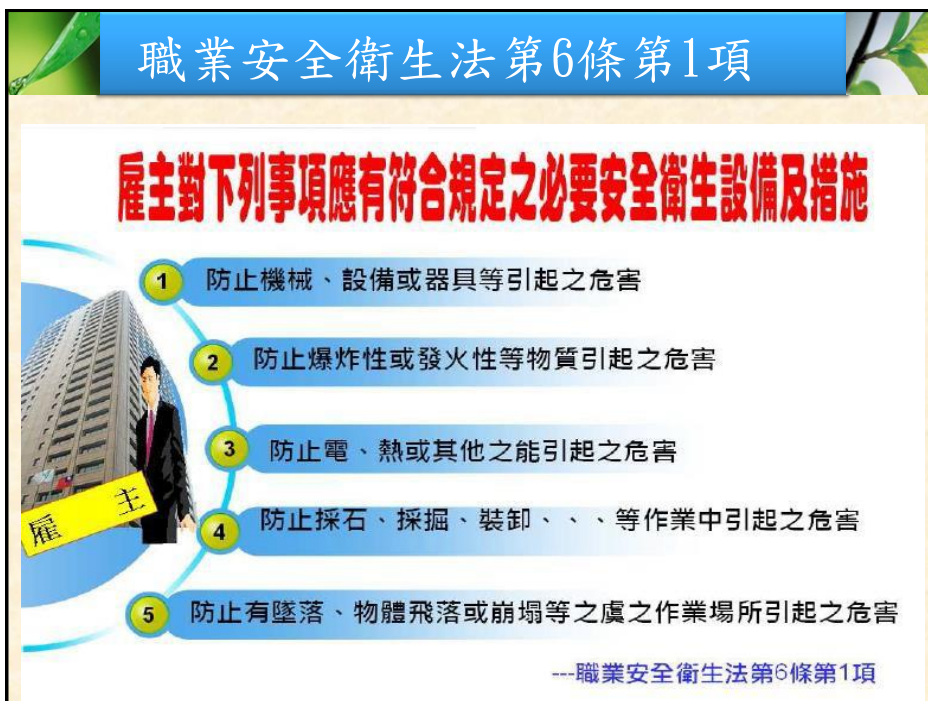 職業安全衛生法第6條第1項
雇主對下列事項應有符合規定之必要安全衛生設備及措施
1 防止機械、設備或器具等引起之危害
2 防止爆炸性或發火性等物質引起之危害
3 防止電、熱或其他之能引起之危害
4 防止採石、採掘、裝卸、、、等作業中引起之危害
5 防止有墜落、物體飛落或崩塌等之虞之作業場所引起之危害
雇主
---職業安全衛生法第6條第1項